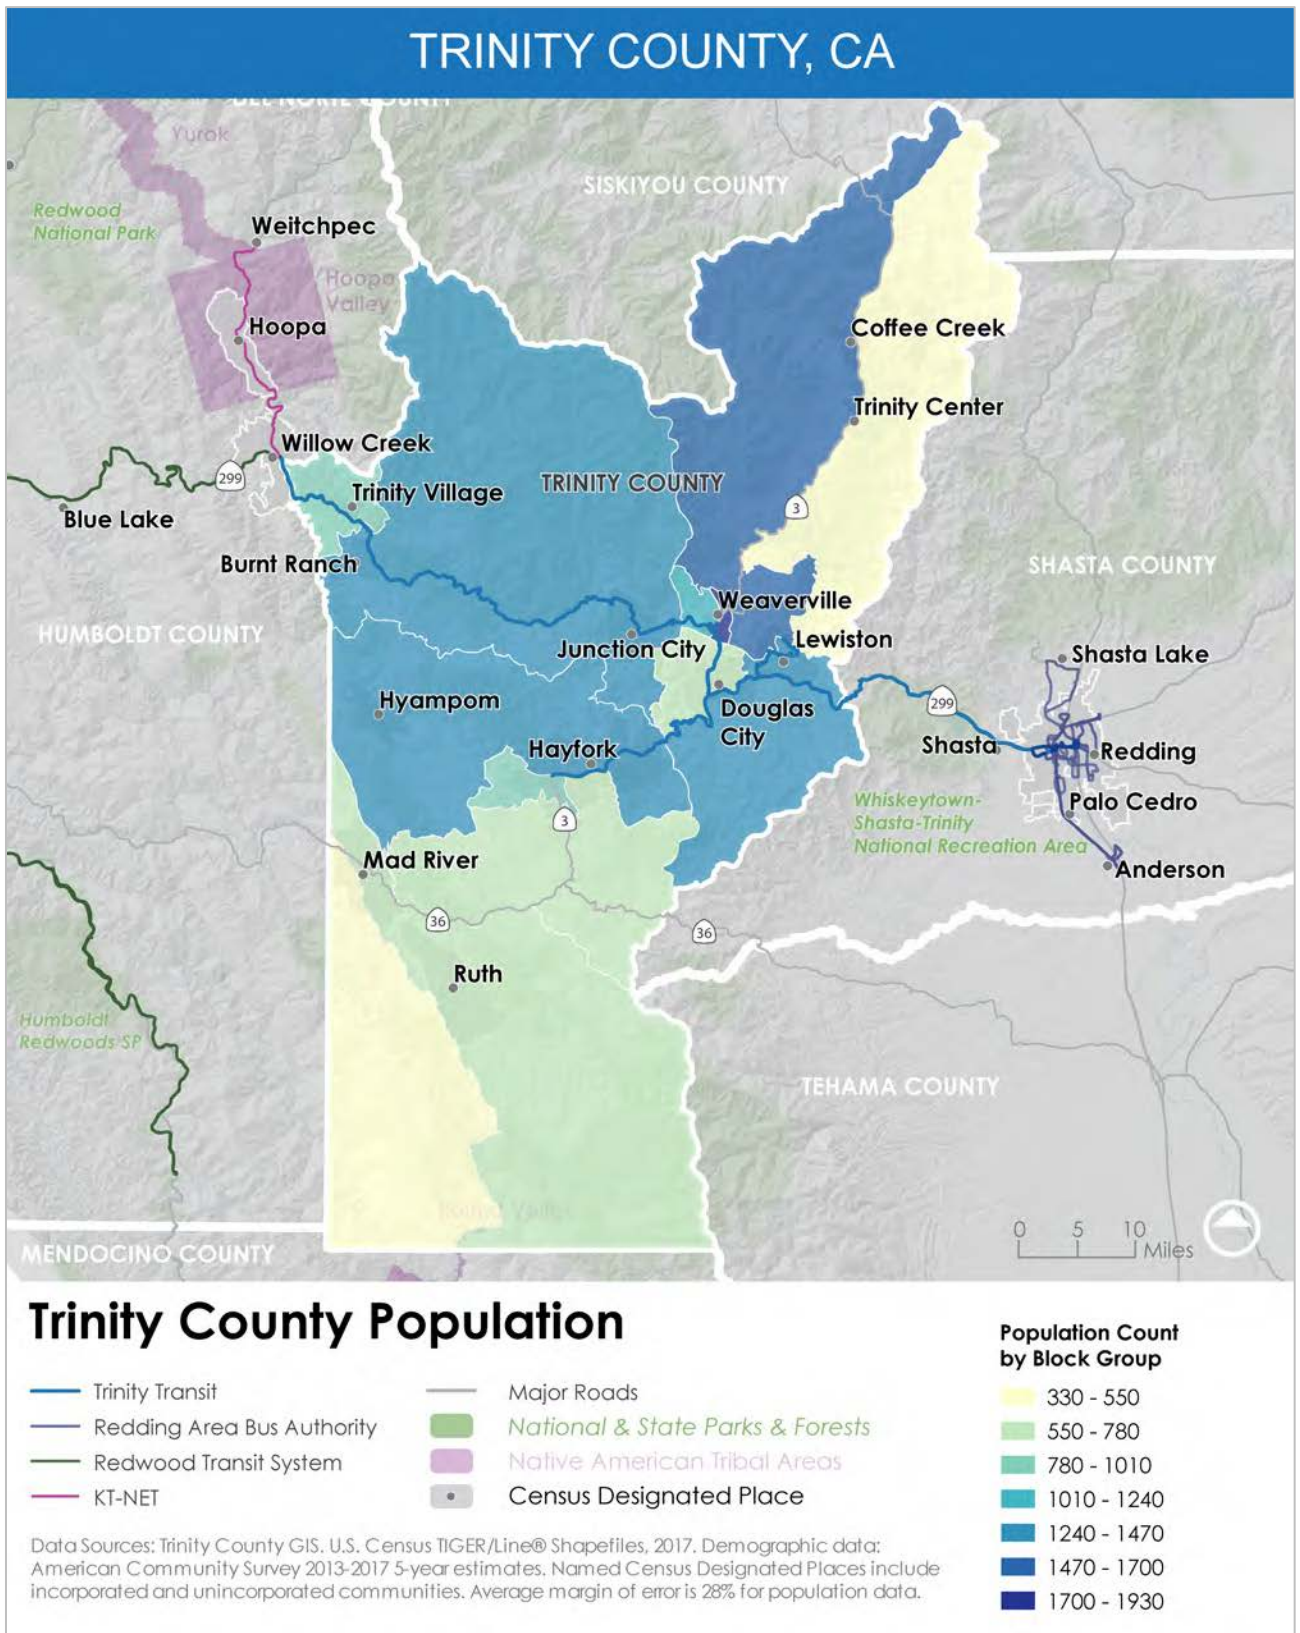 TRINITY COUNTY, CA
DEL NORTE COUNTY
Yurok
SISKIYOU COUNTY
Redwood
National Park
Weitchpec
Hoopa
Valley
Hoopa
Coffee Creek
Trinity Center
Willow Creek
299
TRINITY COUNTY
Trinity Village
3
Blue Lake
Burnt Ranch
SHASTA COUNTY
Weaverville
HUMBOLDT COUNTY
Junction City
Lewiston
Shasta Lake
Hyampom
299
Douglas
City
Hayfork
Shasta
Redding
Whiskeytown-
Shasta-Trinity
National Recreation Area
Palo Cedro
3
Mad River
Anderson
36
36
Ruth
Humboldt
Redwoods SP
TEHAMA COUNTY
Round Valley
0 5 10
Miles
MENDOCINO COUNTY
Trinity County Population
Trinity Transit
Redding Area Bus Authority
Redwood Transit System
KT-NET
Major Roads
National & State Parks & Forests
Native American Tribal Areas
Census Designated Place
Population Count
by Block Group
330 - 550
550 - 780
780 - 1010
1010 - 1240
1240 - 1470
1470 - 1700
1700 - 1930
Data Sources: Trinity County GIS. U.S. Census TIGER/Line® Shapefiles, 2017. Demographic data:
American Community Survey 2013-2017 5-year estimates. Named Census Designated Places include
incorporated and unincorporated communities. Average margin of error is 28% for population data.